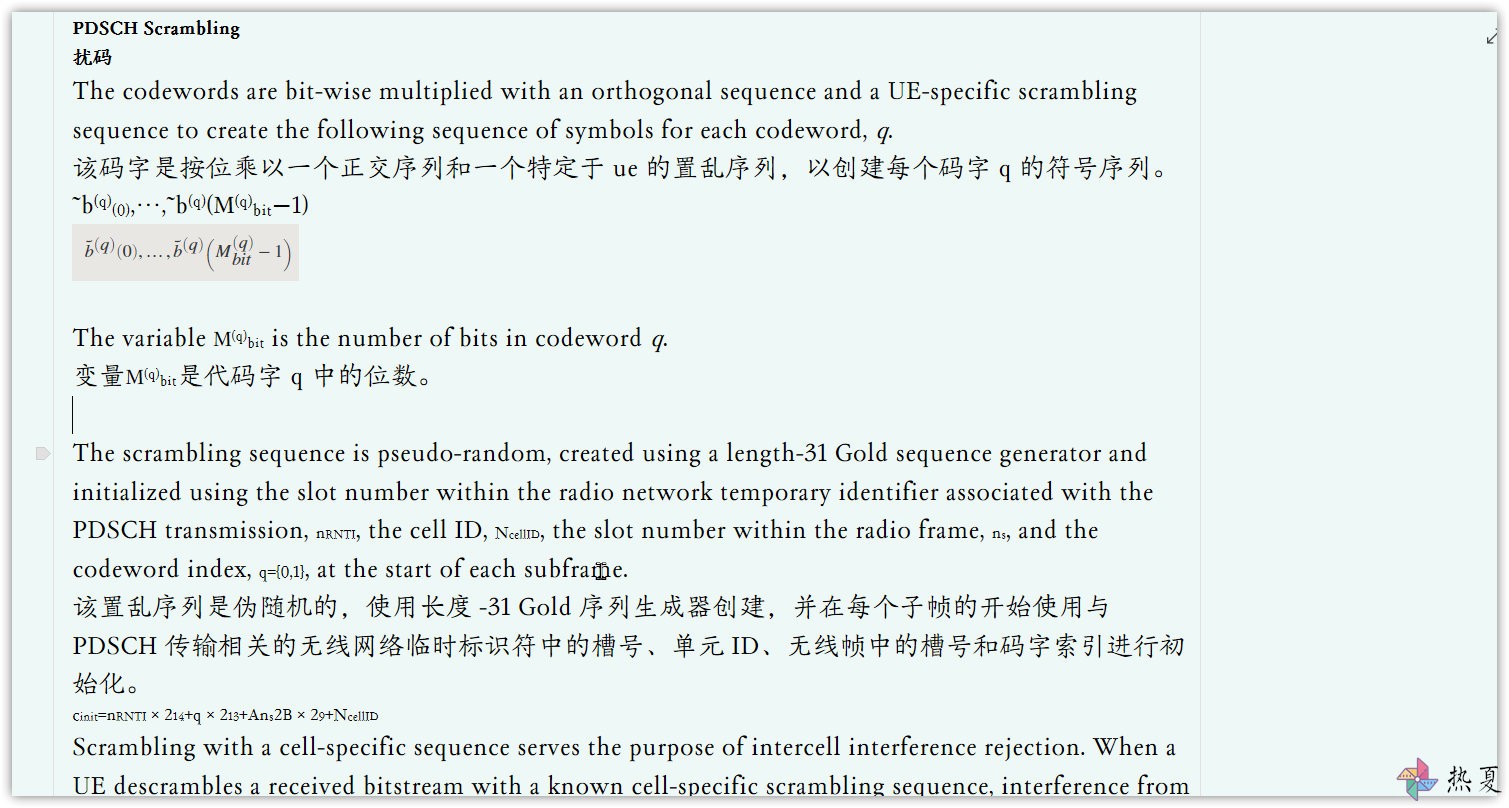 PDSCH Scrambling
扰码
The codewords are bit-wise multiplied with an orthogonal sequence and a UE-specific scrambling
sequence to create the following sequence of symbols for each codeword, q.
该码字是按位乘以一个正交序列和一个特定于 ue 的置乱序列，以创建每个码字 q 的符号序列。
~b(q)(0),⋯,~b(q)(M(q)bit−1)
b̃(q)(0),…,b̃(q)(M(q)bit − 1)
The variable M(q)bit is the number of bits in codeword q.
变量M(q)bit是代码字 q 中的位数。
The scrambling sequence is pseudo-random, created using a length-31 Gold sequence generator and
initialized using the slot number within the radio network temporary identifier associated with the
PDSCH transmission, nRNTI, the cell ID, NcellID, the slot number within the radio frame, ns, and the
codeword index, q={0,1}, at the start of each subframe.
该置乱序列是伪随机的，使用长度 -31 Gold 序列生成器创建，并在每个子帧的开始使用与
PDSCH 传输相关的无线网络临时标识符中的槽号、单元 ID、无线帧中的槽号和码字索引进行初
始化。
cinit=nRNTI × 214+q × 213+Ans2B × 29+NcellID
Scrambling with a cell-specific sequence serves the purpose of intercell interference rejection. When a
UE descrambles a received bitstream with a known cell-specific scrambling sequence, interference from
热夏